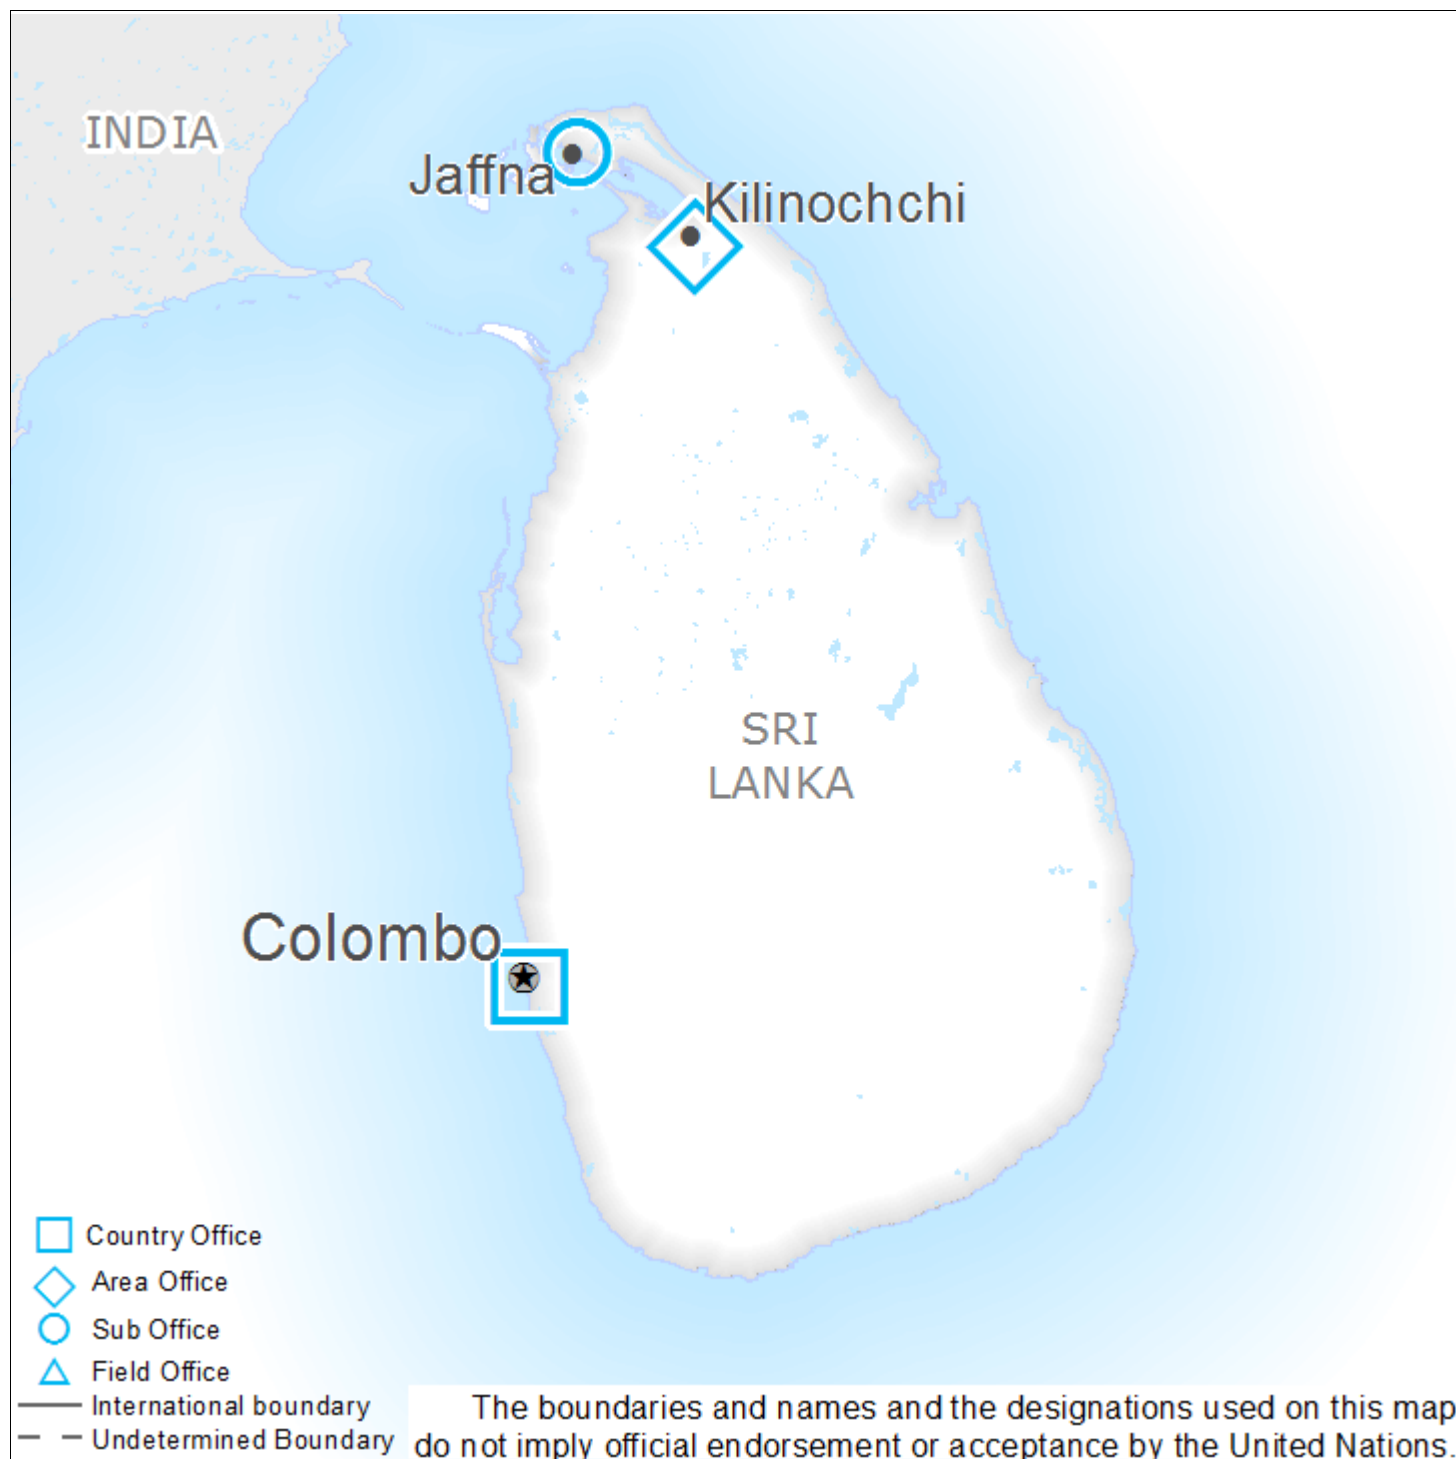 INDIA
Jaffna
Kilinochchi
SRI
LANKA
Colombo
Country Office
Area Office
Sub Office
Field Office
International boundary
Undetermined Boundary
The boundaries and names and the designations used on this map
do not imply official endorsement or acceptance by the United Nations.